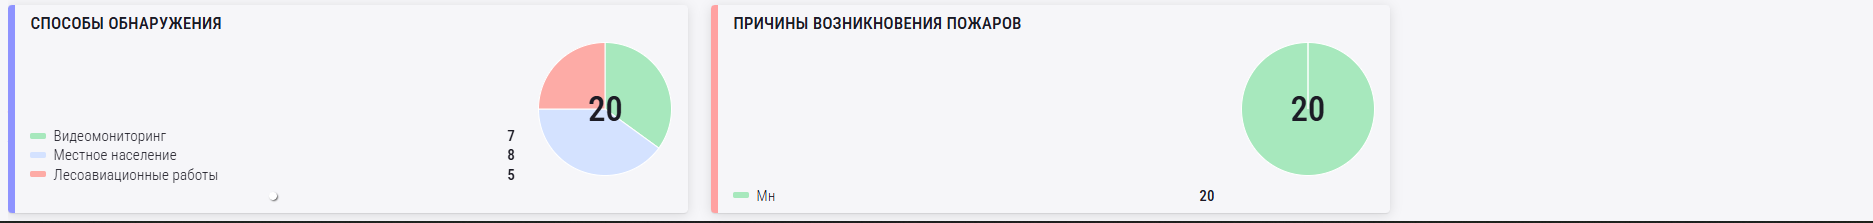 СПОСОБЫ ОБНАРУЖЕНИЯ
20
Видеомониторинг 7
Местное население 8
Лесоавиационные работы 5
ПРИЧИНЫ ВОЗНИКНОВЕНИЯ ПОЖАРОВ
20
Мн 20